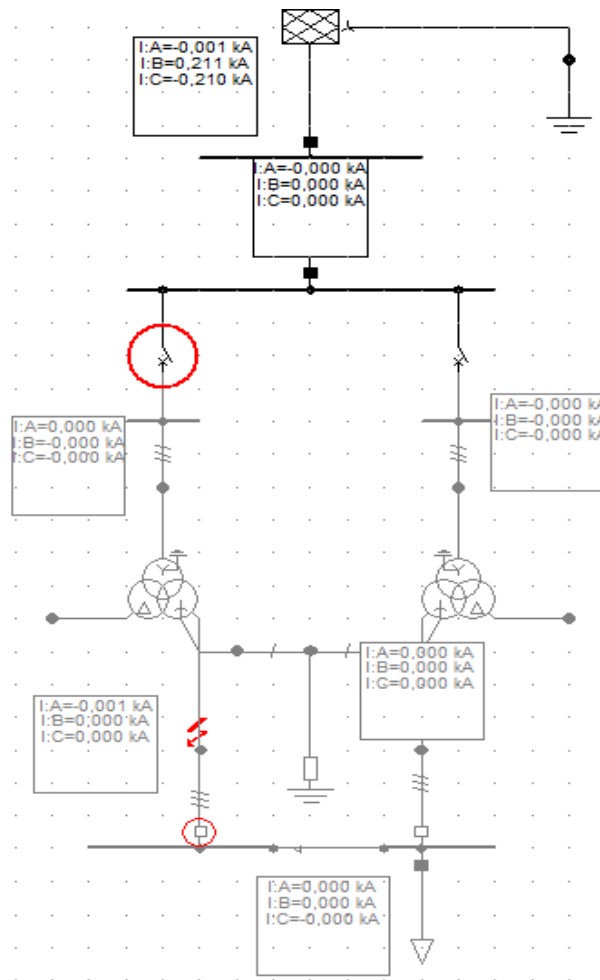 I:A=-0,001 kA
I:B=0,211 kA
I:C=-0,210 kA
I:A=-0,000 kA
I:B=0,000 kA
I:C=0,000 kA
I:A=0,000 kA
I:B=-0,000 kA
I:C=-0,000 kA
I:A=-0,000 kA
I:B=-0,000 kA
I:C=-0,000 kA
I:A=0,000 kA
I:B=0,000 kA
I:C=0,000 kA
I:A=-0,001 kA
I:B=0,000 kA
I:C=0,000 kA
I:A=0,000 kA
I:B=0,000 kA
I:C=-0,000 kA